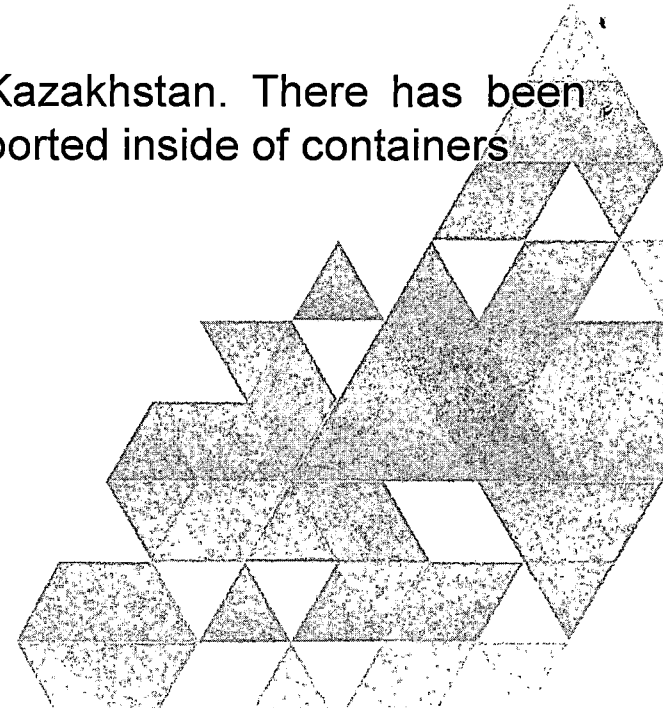 Kazakhstan. There has been
ported inside of containers